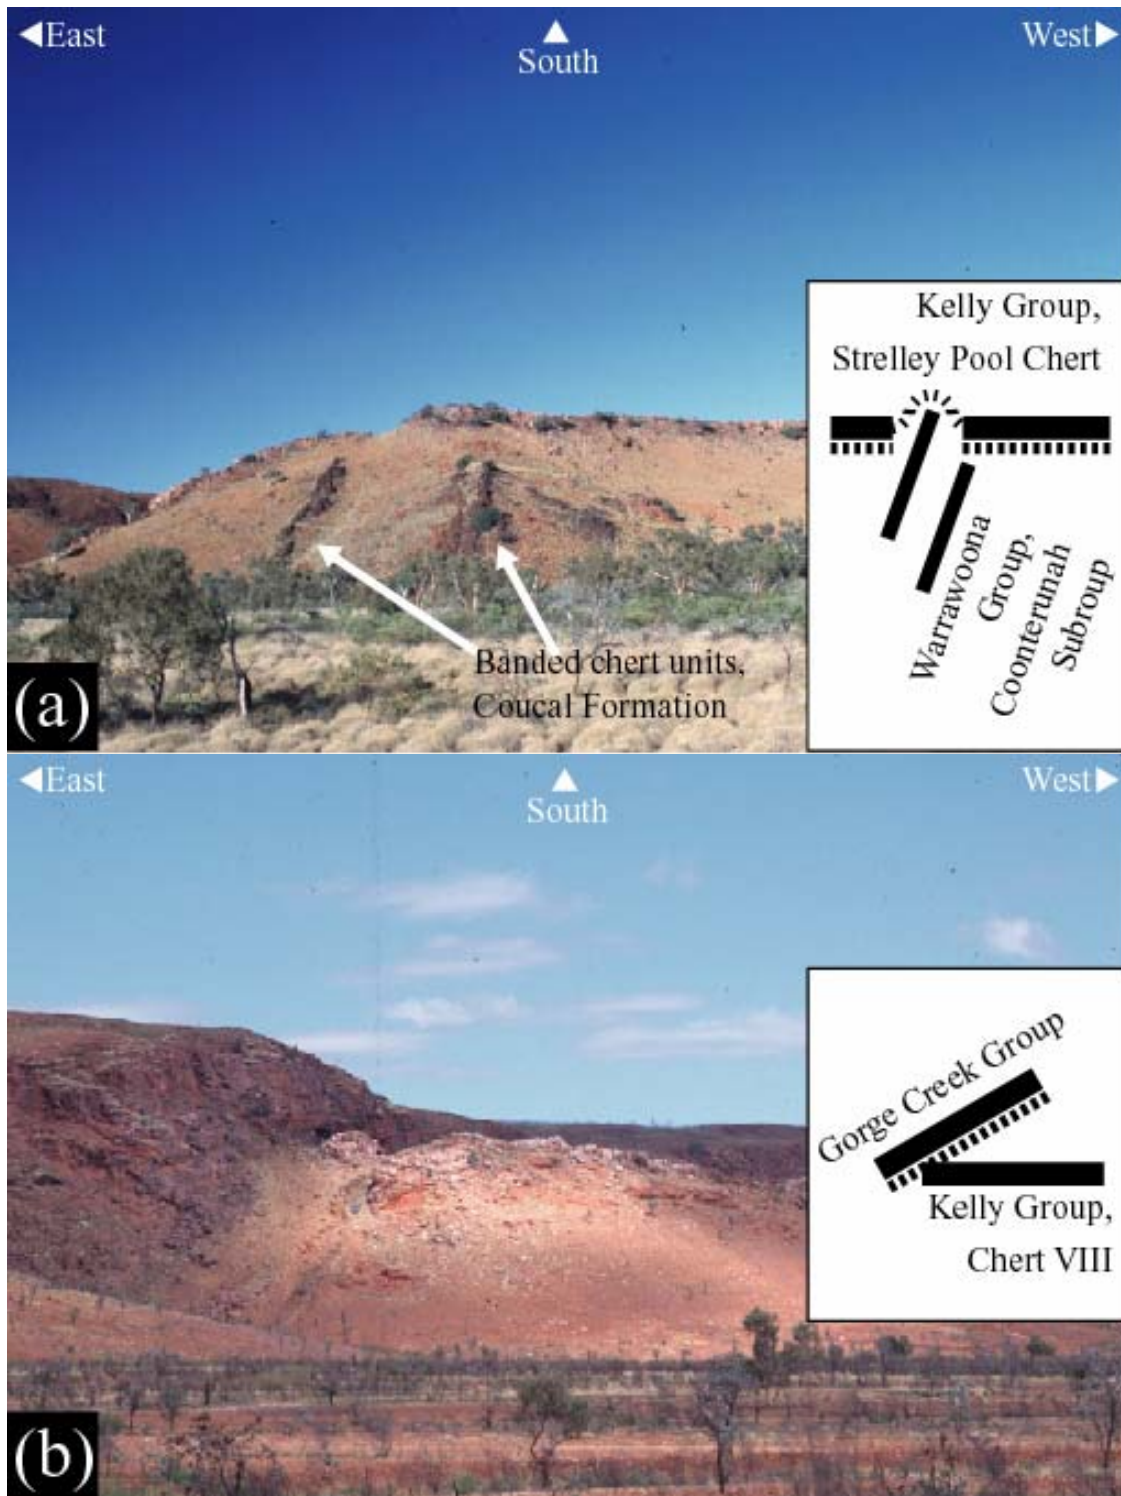 ◀East
▲
South
West▶
Kelly Group,
Strelley Pool Chert
Warrawoona
Group,
Coonterunah
Subroup
Banded chert units,
Coucal Formation
(a)
◀East
▲
South
West▶
Gorge Creek Group
Kelly Group,
Chert VIII
(b)